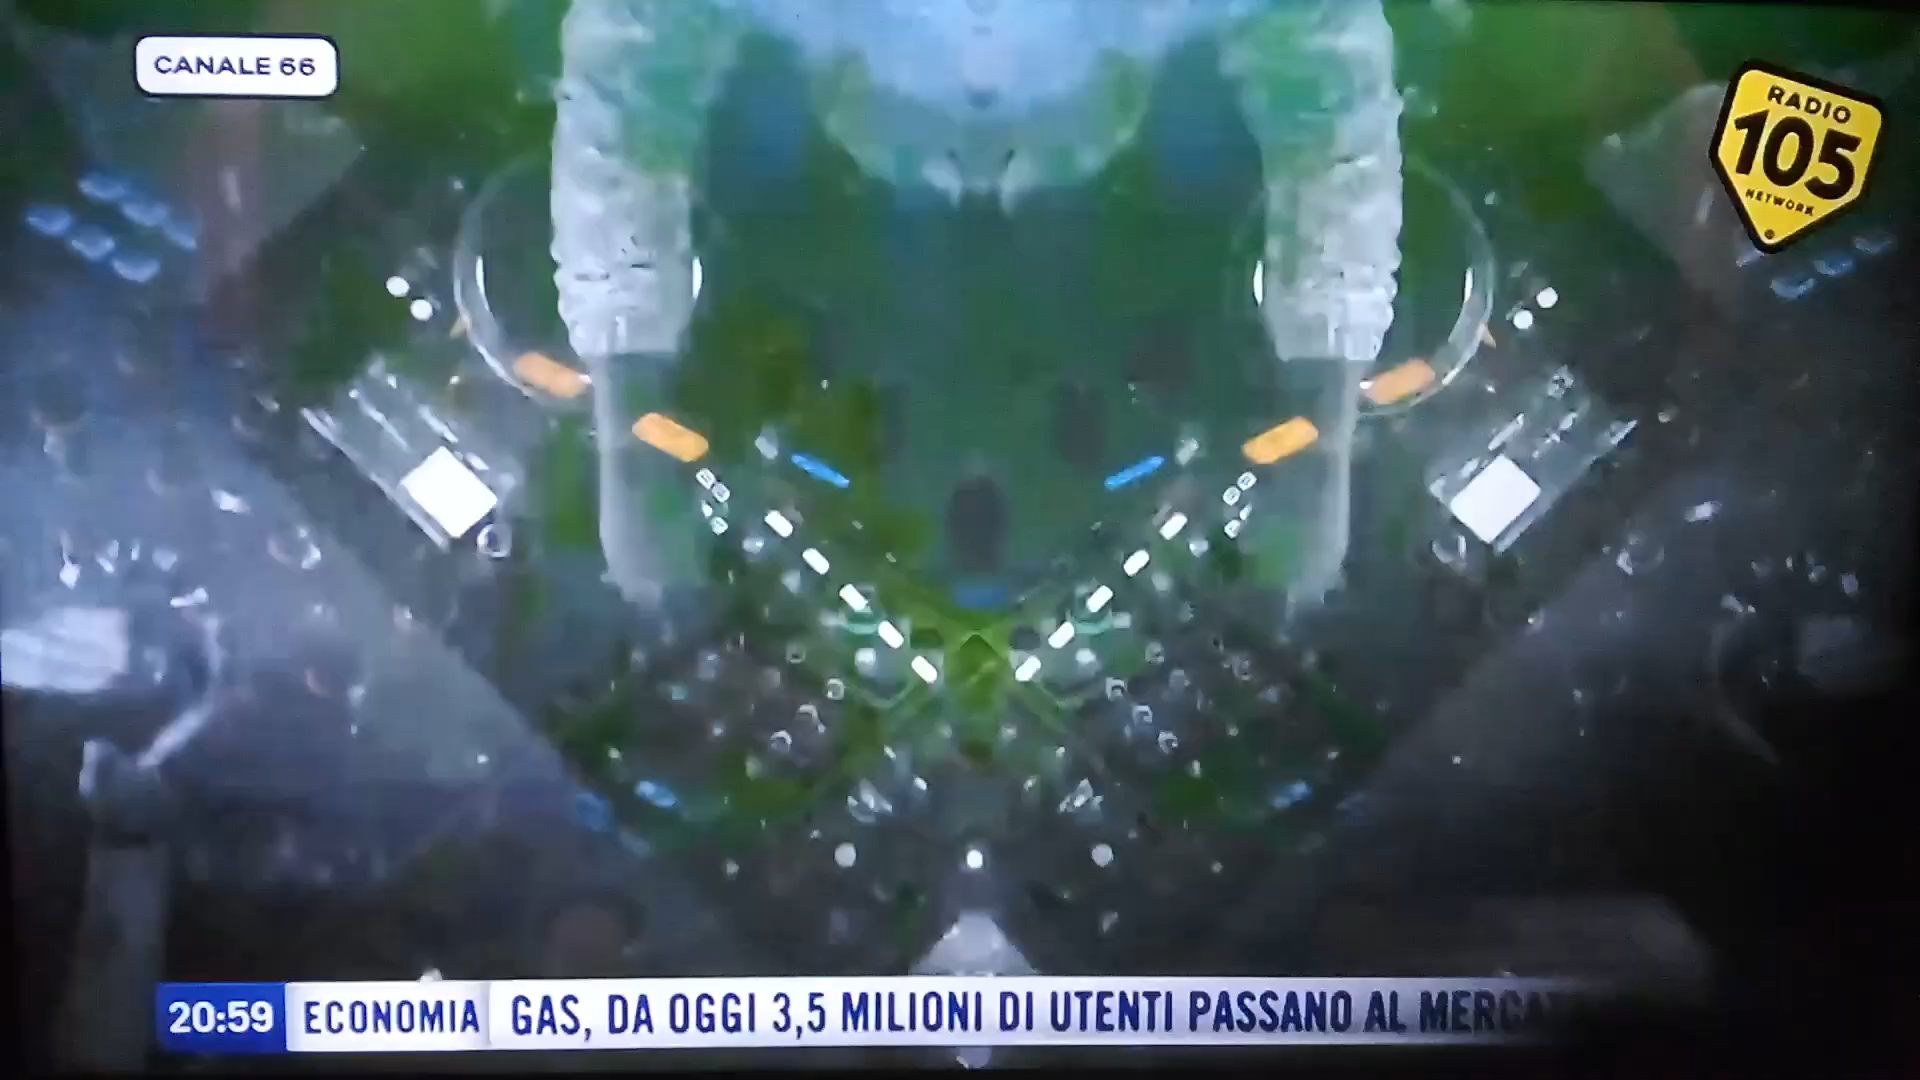 CANALE 66
RADIO
105
NETWORK
20:59 ECONOMIA GAS, DA OGGI 3,5 MILIONI DI UTENTI PASSANO AL